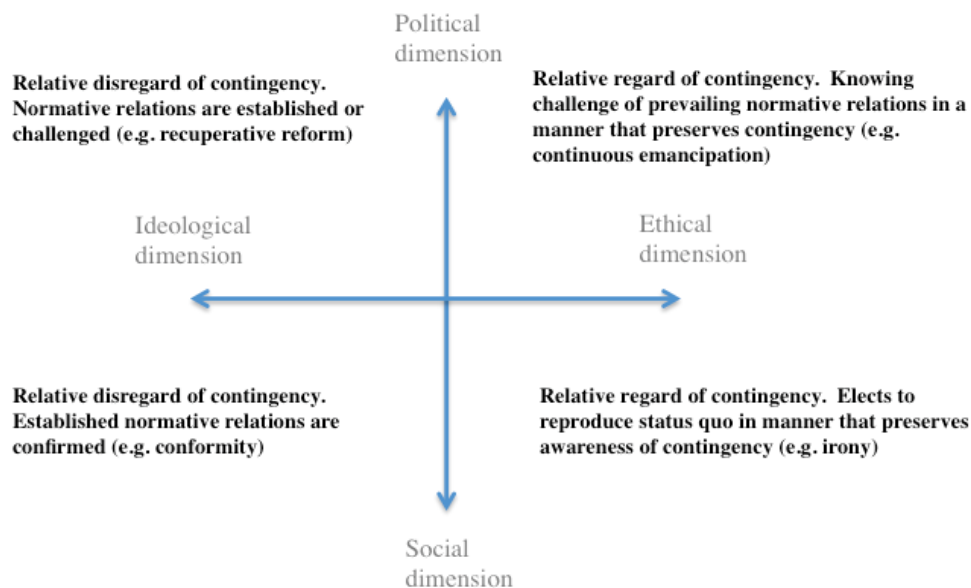 Political
dimension
Relative disregard of contingency.
Normative relations are established or
challenged (e.g. recuperative reform)
Relative regard of contingency.  Knowing
challenge of prevailing normative relations in a
manner that preserves contingency (e.g.
continuous emancipation)
Ideological
dimension
Ethical
dimension
Relative disregard of contingency.
Established normative relations are
confirmed (e.g. conformity)
Relative regard of contingency.  Elects to
reproduce status quo in manner that preserves
awareness of contingency (e.g. irony)
Social
dimension